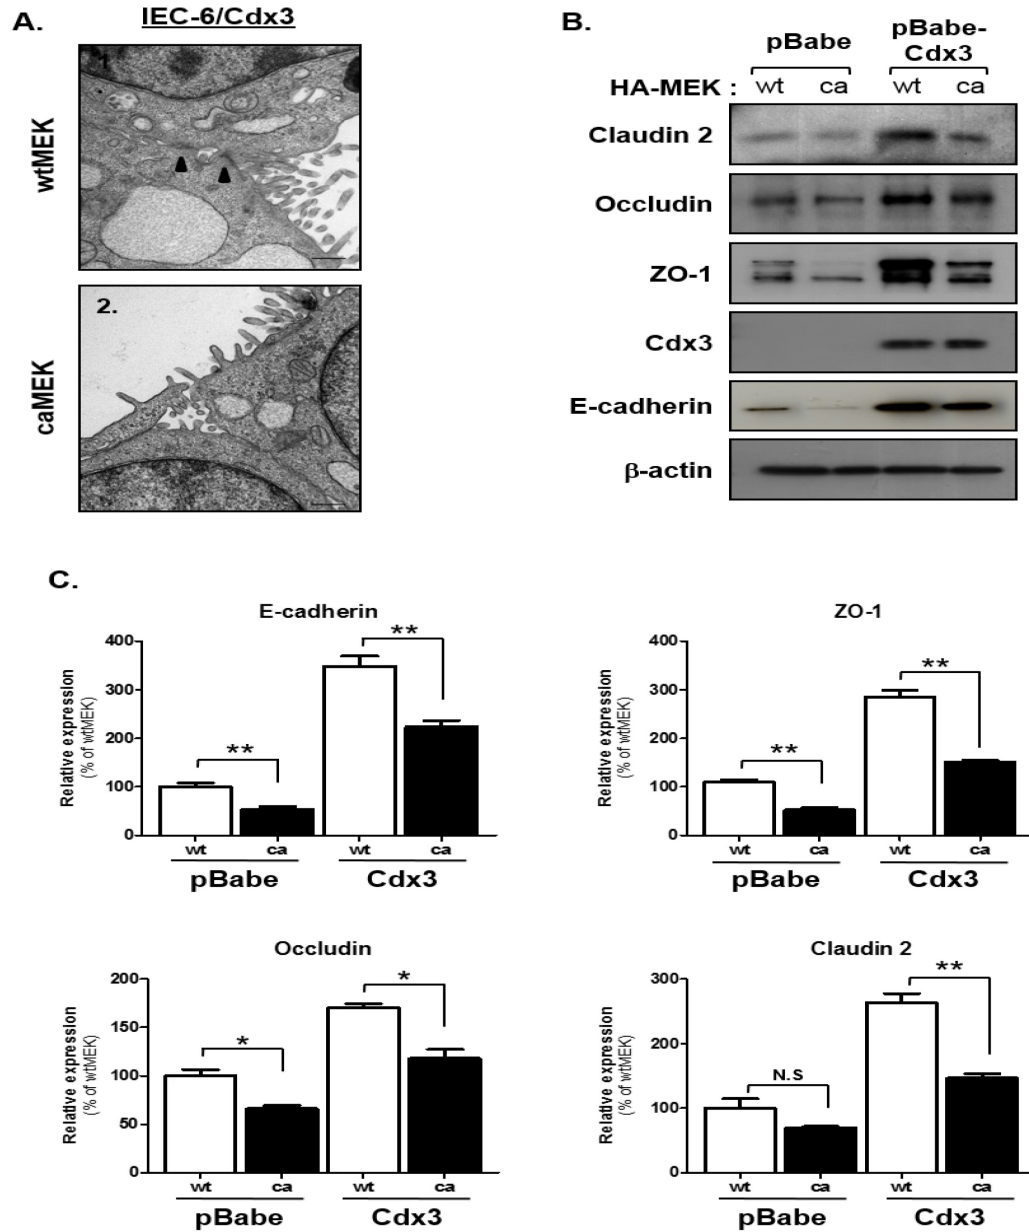 A.
IEC-6/Cdx3
wtMEK
1
caMEK
2.
B.
pBabe
pBabe-
Cdx3
HA-MEK : wt ca wt ca
Claudin 2
Occludin
ZO-1
Cdx3
E-cadherin
β-actin
C.
E-cadherin
Relative expression
(% of wtMEK)
400
300
200
100
0
**
**
wt ca wt ca
pBabe Cdx3
ZO-1
Relative expression
(% of wtMEK)
400
300
200
100
0
**
**
wt ca wt ca
pBabe Cdx3
Occludin
Relative expression
(% of wtMEK)
200
150
100
50
0
*
*
wt ca wt ca
pBabe Cdx3
Claudin 2
Relative expression
(% of wtMEK)
300
200
100
0
N.S
**
wt ca wt ca
pBabe Cdx3